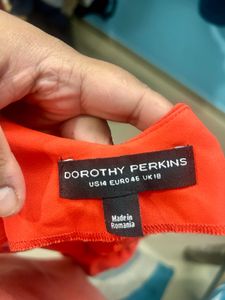 DOROTHY PERKINS
US14 EURO46 UK18
Made in
Romania